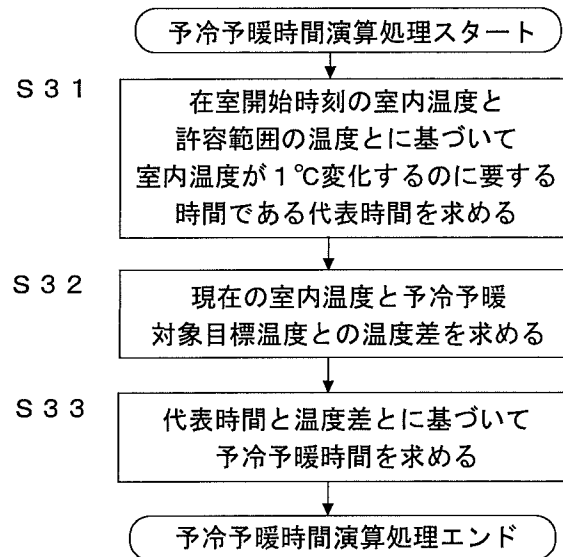 予冷予暖時間演算処理スタート
S31
在室開始時刻の室内温度と
許容範囲の温度とに基づいて
室内温度が1℃変化するのに要する
時間である代表時間を求める
S32
現在の室内温度と予冷予暖
対象目標温度との温度差を求める
S33
代表時間と温度差とに基づいて
予冷予暖時間を求める
予冷予暖時間演算処理エンド